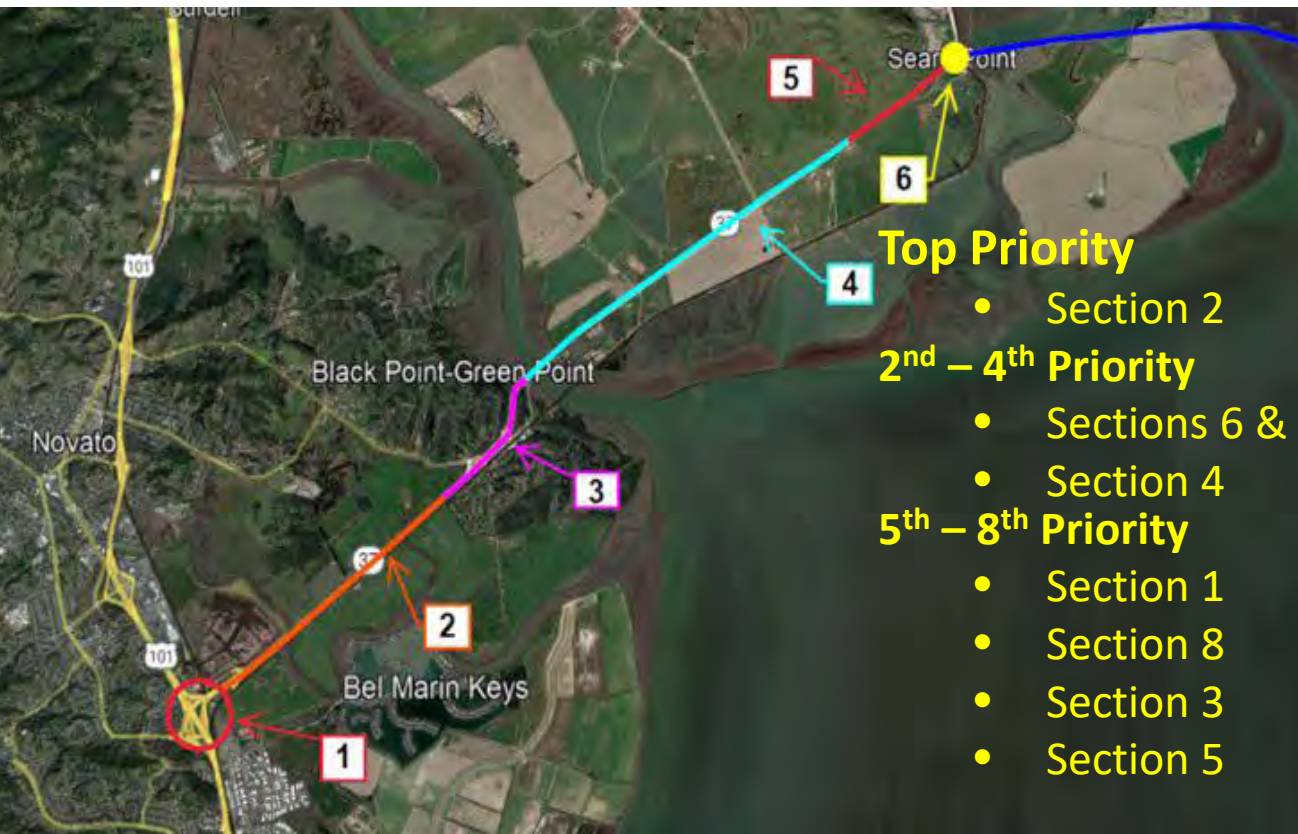 Sears Point
5
6
101
37
4
Top Priority
• Section 2
2nd – 4th Priority
• Sections 6 &
• Section 4
5th – 8th Priority
• Section 1
• Section 8
• Section 3
• Section 5
Black Point-Green Point
Novato
3
37
2
101
Bel Marin Keys
1